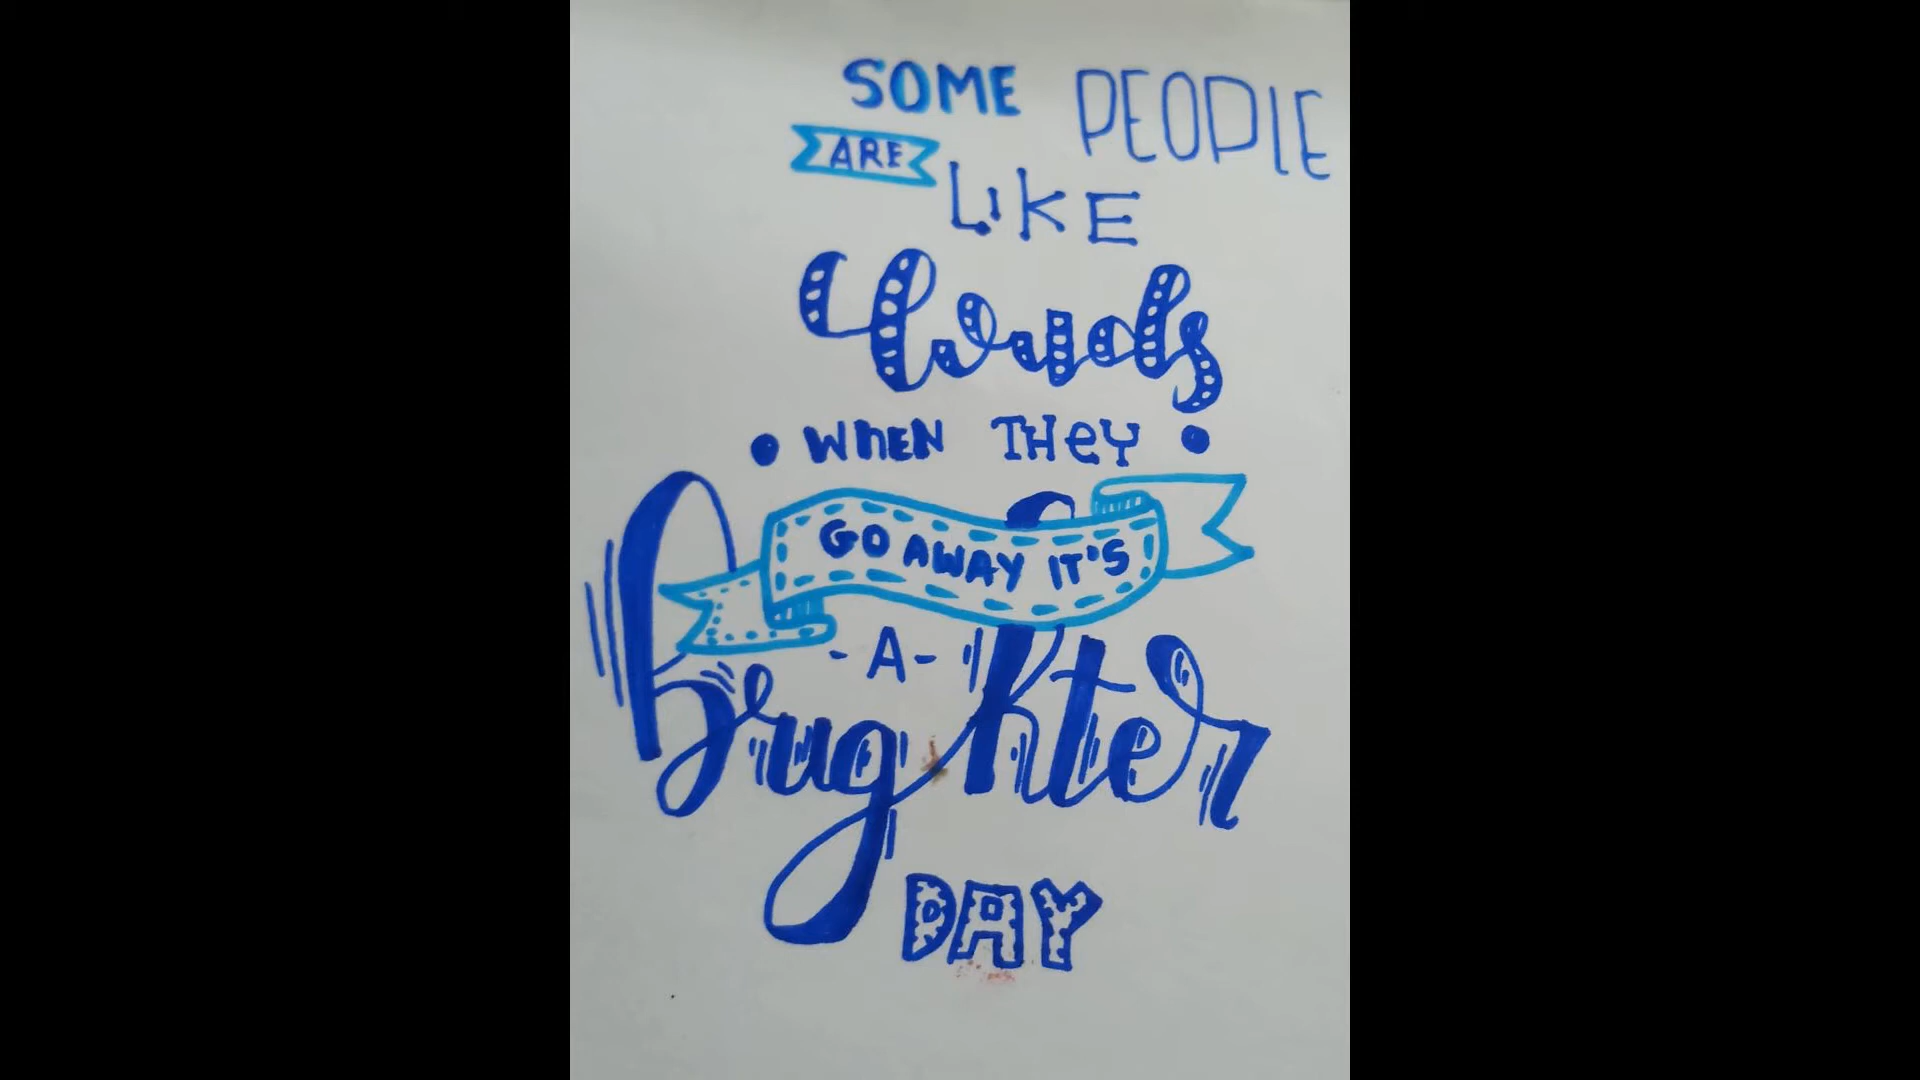 SOME PEOPLE
ARE LIKE
Clouds
• WhEN THeY •
GO AWAY IT'S
-A-
brighter
DAY